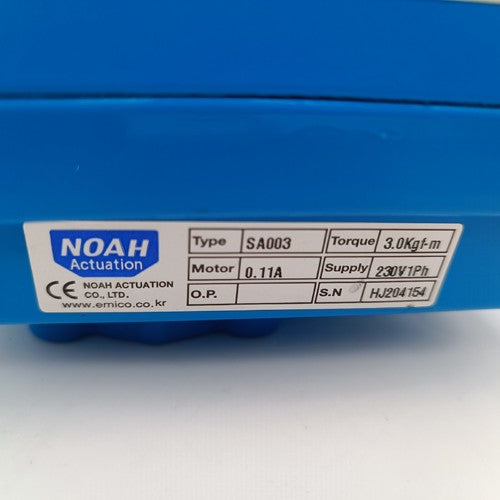 NOAH
Actuation
CE NOAH ACTUATION
CO., LTD.
www.emico.co.kr
Type SA003 Torque 3.0Kgf-m
Motor 0.11A Supply 230V1Ph
O.P. S.N HJ204154